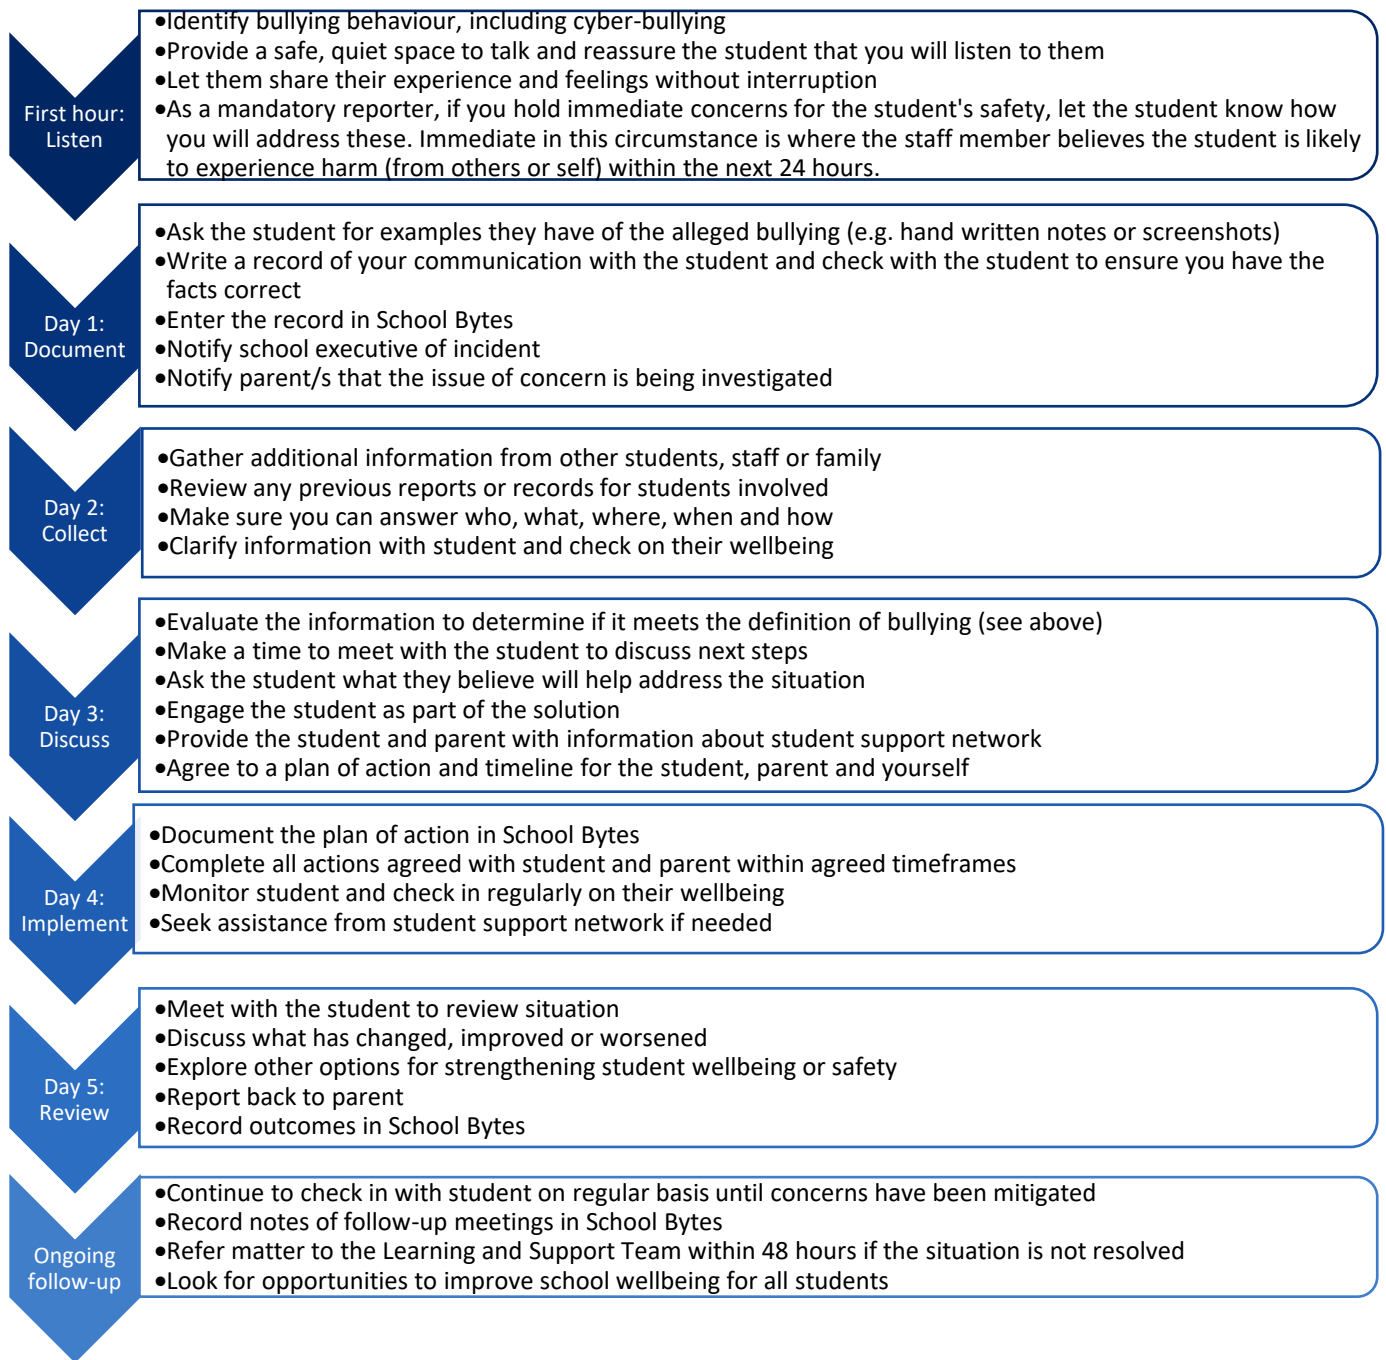 First hour:
Listen
•Identify bullying behaviour, including cyber-bullying
•Provide a safe, quiet space to talk and reassure the student that you will listen to them
•Let them share their experience and feelings without interruption
•As a mandatory reporter, if you hold immediate concerns for the student's safety, let the student know how
you will address these. Immediate in this circumstance is where the staff member believes the student is likely
to experience harm (from others or self) within the next 24 hours.
Day 1:
Document
•Ask the student for examples they have of the alleged bullying (e.g. hand written notes or screenshots)
•Write a record of your communication with the student and check with the student to ensure you have the
facts correct
•Enter the record in School Bytes
•Notify school executive of incident
•Notify parent/s that the issue of concern is being investigated
Day 2:
Collect
•Gather additional information from other students, staff or family
•Review any previous reports or records for students involved
•Make sure you can answer who, what, where, when and how
•Clarify information with student and check on their wellbeing
Day 3:
Discuss
•Evaluate the information to determine if it meets the definition of bullying (see above)
•Make a time to meet with the student to discuss next steps
•Ask the student what they believe will help address the situation
•Engage the student as part of the solution
•Provide the student and parent with information about student support network
•Agree to a plan of action and timeline for the student, parent and yourself
Day 4:
Implement
•Document the plan of action in School Bytes
•Complete all actions agreed with student and parent within agreed timeframes
•Monitor student and check in regularly on their wellbeing
•Seek assistance from student support network if needed
Day 5:
Review
•Meet with the student to review situation
•Discuss what has changed, improved or worsened
•Explore other options for strengthening student wellbeing or safety
•Report back to parent
•Record outcomes in School Bytes
Ongoing
follow-up
•Continue to check in with student on regular basis until concerns have been mitigated
•Record notes of follow-up meetings in School Bytes
•Refer matter to the Learning and Support Team within 48 hours if the situation is not resolved
•Look for opportunities to improve school wellbeing for all students